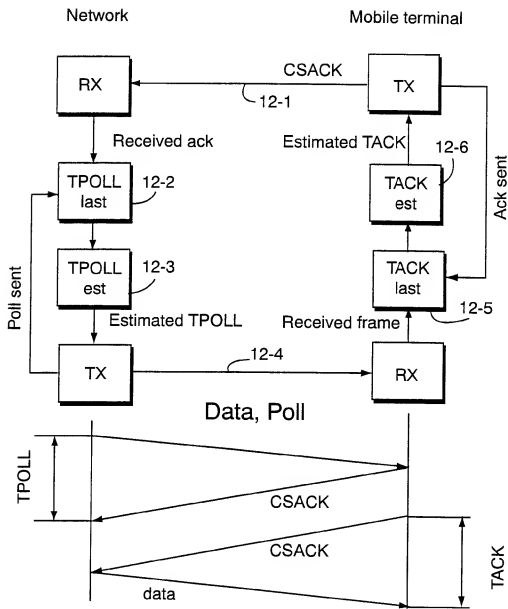 Network
Mobile terminal
RX
CSACK
TX
12-1
Received ack
Estimated TACK
12-6
TPOLL
last
12-2
TACK
est
Ack sent
Poll sent
TPOLL
est
12-3
TACK
last
Estimated TPOLL
Received frame
12-5
TX
12-4
RX
Data, Poll
TPOLL
CSACK
CSACK
TACK
data